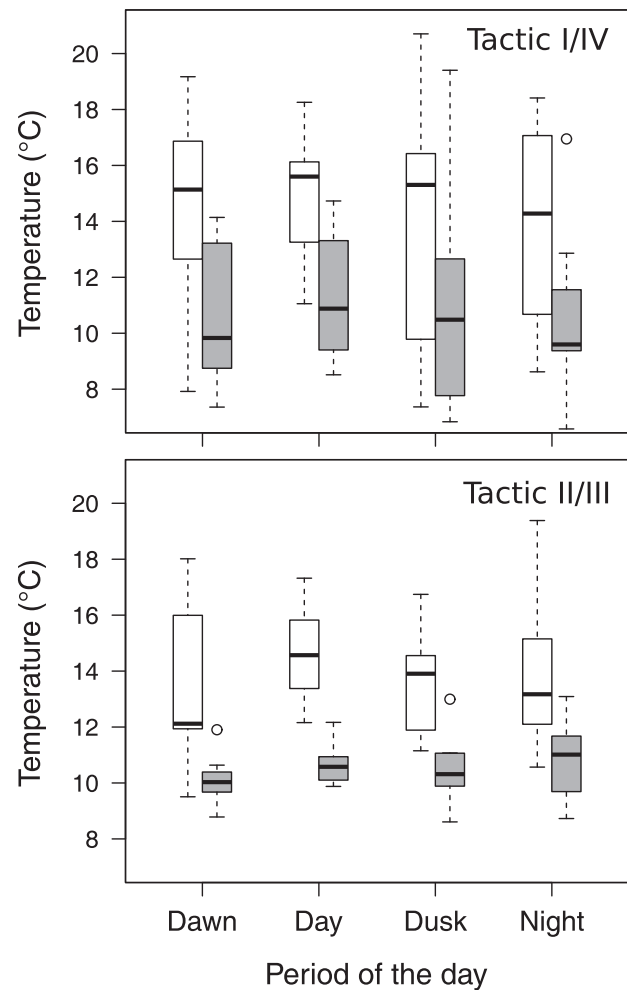 Tactic I/IV
Temperature (°C)
20
18
16
14
12
10
8
Tactic II/III
Temperature (°C)
20
18
16
14
12
10
8
Dawn Day Dusk Night
Period of the day